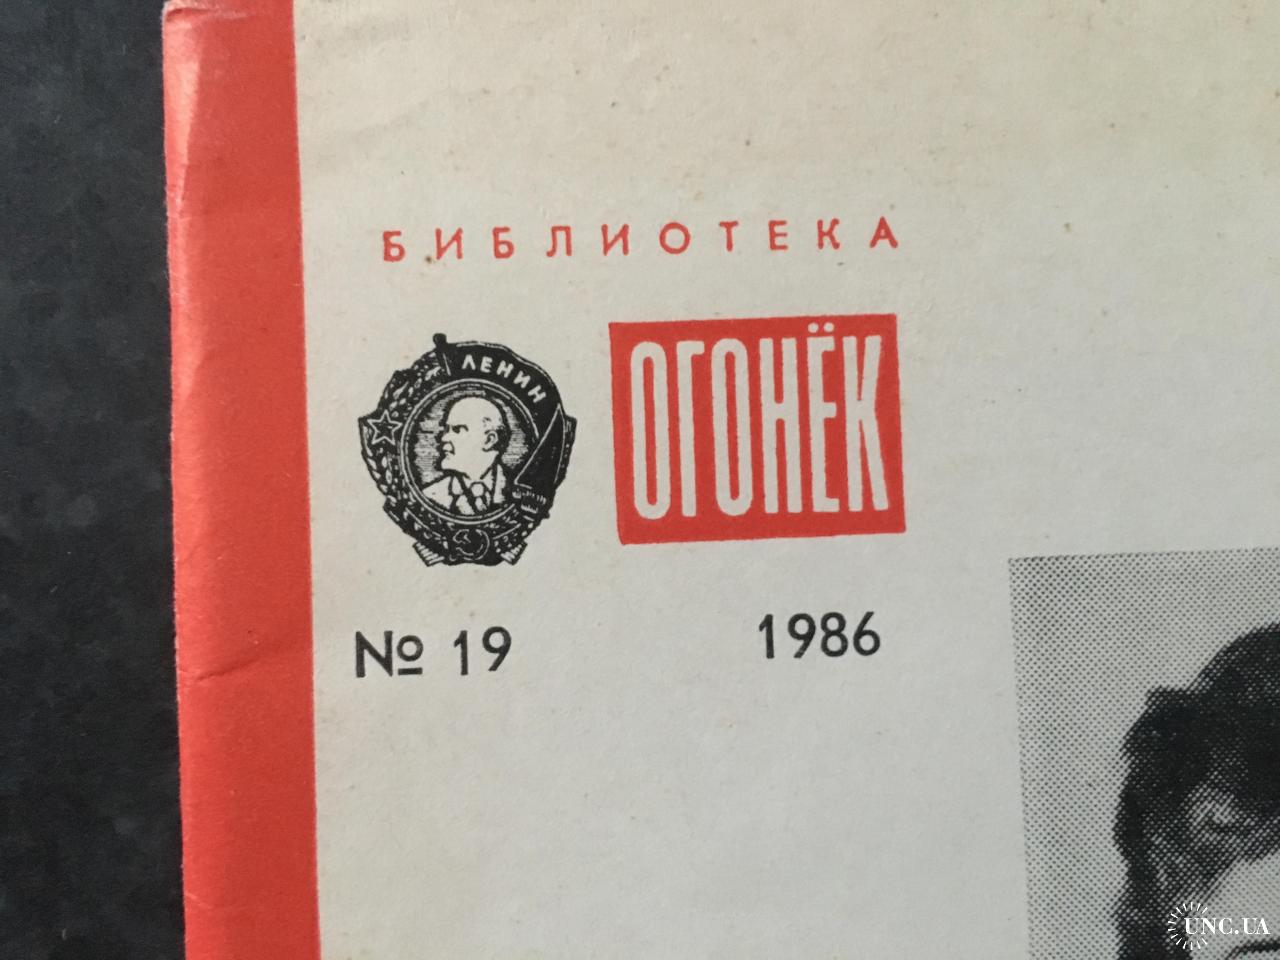 БИБЛИОТЕКА
ЛЕНИН
ОГОНЁК
№ 19 1986
UNC.UA